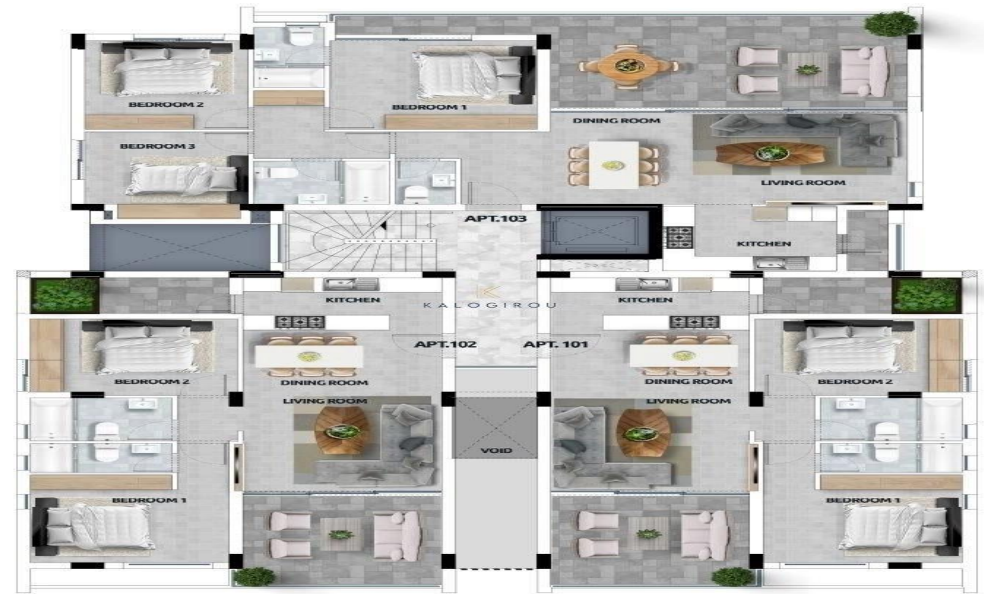 BEDROOM 2
BEDROOM 1
DINING ROOM
BEDROOM 3
LIVING ROOM
APT.103
KITCHEN
KALOGIROU
KITCHEN
KITCHEN
APT.102
APT. 101
BEDROOM 2
DINING ROOM
DINING ROOM
BEDROOM 2
LIVING ROOM
LIVING ROOM
VOID
BEDROOM 1
BEDROOM 1